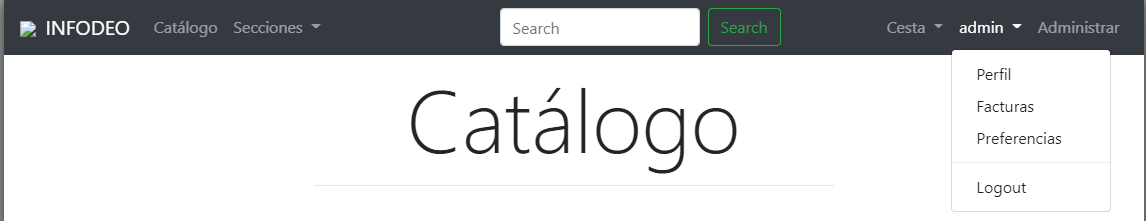 INFODEO Catálogo Secciones Search Search Cesta admin Administrar
Perfil
Facturas
Preferencias
Logout
Catálogo